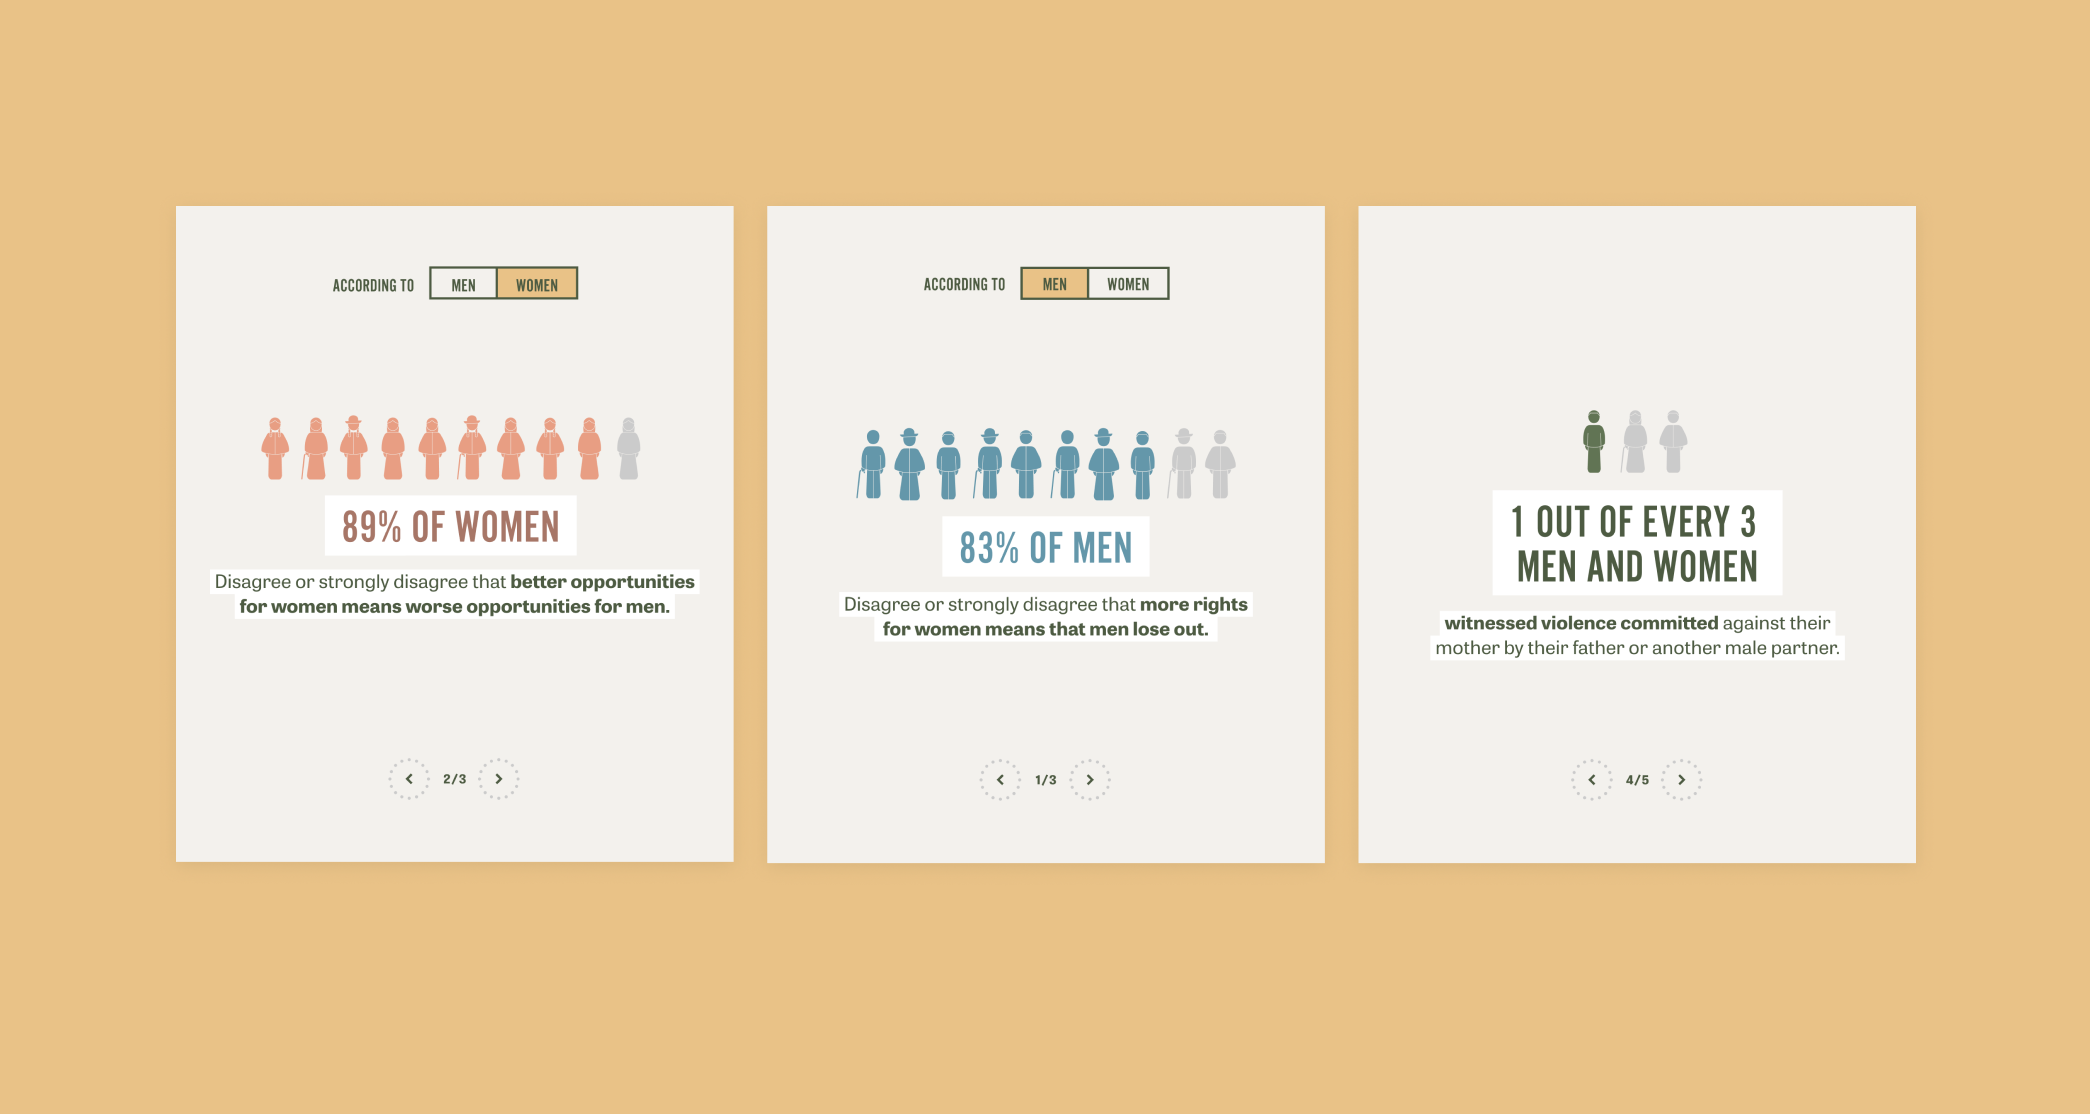 ACCORDING TO MEN WOMEN
89% OF WOMEN
Disagree or strongly disagree that better opportunities
for women means worse opportunities for men.
2/3
ACCORDING TO MEN WOMEN
83% OF MEN
Disagree or strongly disagree that more rights
for women means that men lose out.
1/3
1 OUT OF EVERY 3
MEN AND WOMEN
witnessed violence committed against their
mother by their father or another male partner.
4/5